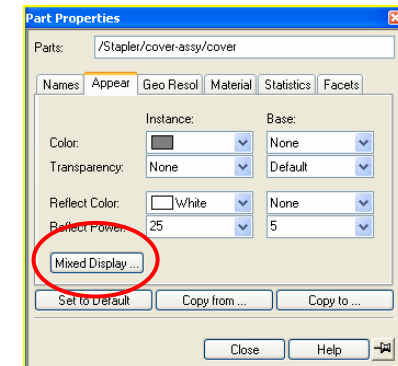 Part Properties
Parts: /Stapler/cover-assy/cover
Names Appear Geo Resol Material Statistics Facets
Instance: Base:
Color: None
Transparency: None Default
Reflect Color: White None
Reflect Power: 25 5
Mixed Display ...
Set to Default Copy from ... Copy to ...
Close Help